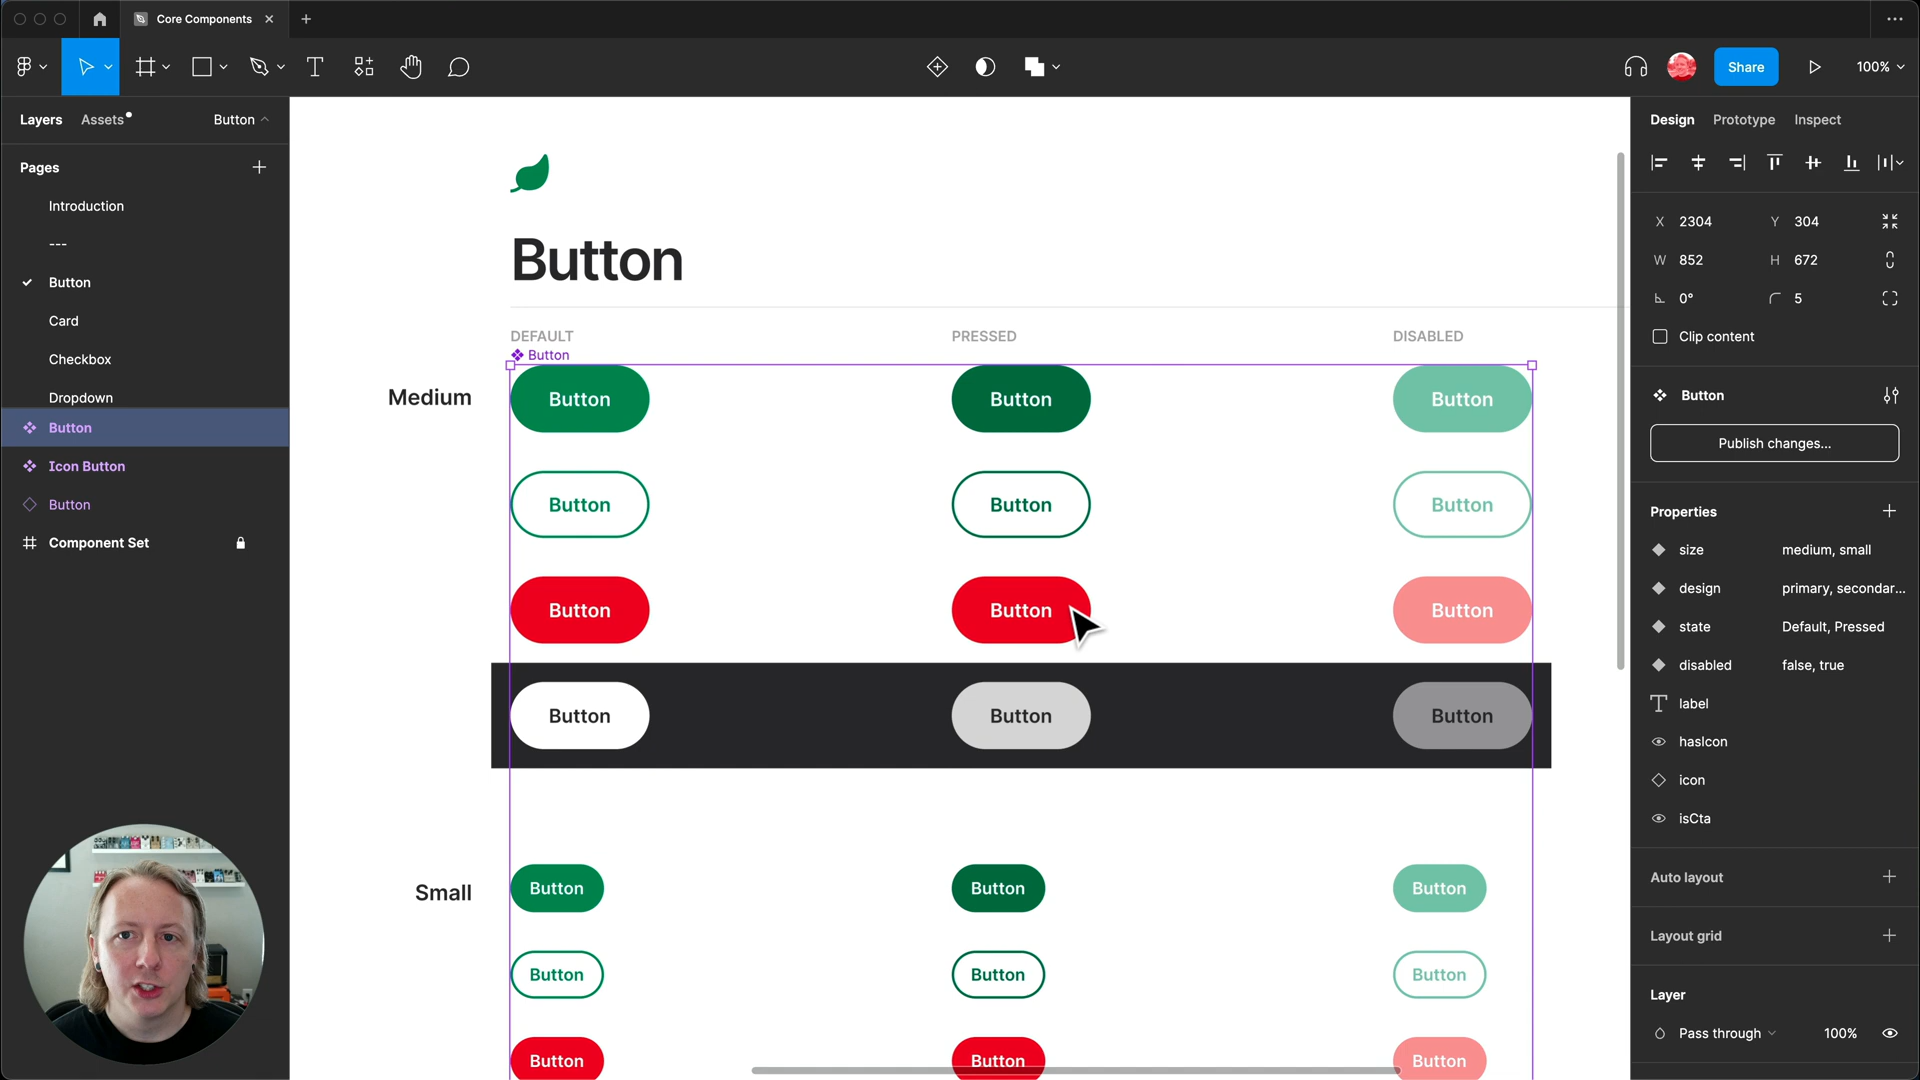 Core Components
Share
100%
Layers
Assets
Button
Pages
Introduction
---
Button
Card
Checkbox
Dropdown
Button
Icon Button
Button
Component Set
Button
DEFAULT
PRESSED
DISABLED
Button
Medium
Button
Button
Button
Button
Button
Button
Button
Button
Button
Button
Button
Button
Small
Button
Button
Button
Button
Button
Button
Button
Button
Button
Design
Prototype
Inspect
X 2304
Y 304
W 852
H 672
0°
5
Clip content
Button
Publish changes...
Properties
size medium, small
design primary, secondar...
state Default, Pressed
disabled false, true
label
hasIcon
icon
isCta
Auto layout
Layout grid
Layer
Pass through 100%